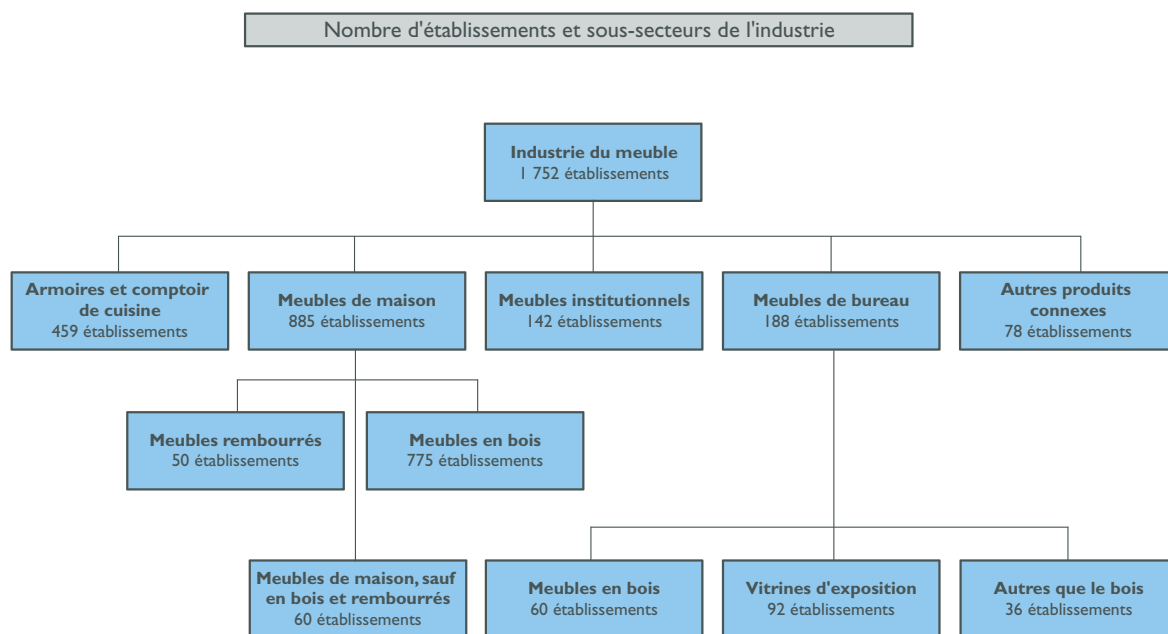 Nombre d'établissements et sous-secteurs de l'industrie
Industrie du meuble
1 752 établissements
Armoires et comptoir
de cuisine
459 établissements
Meubles de maison
885 établissements
Meubles institutionnels
142 établissements
Meubles de bureau
188 établissements
Autres produits
connexes
78 établissements
Meubles rembourrés
50 établissements
Meubles en bois
775 établissements
Meubles de maison, sauf
en bois et rembourrés
60 établissements
Meubles en bois
60 établissements
Vitrines d'exposition
92 établissements
Autres que le bois
36 établissements